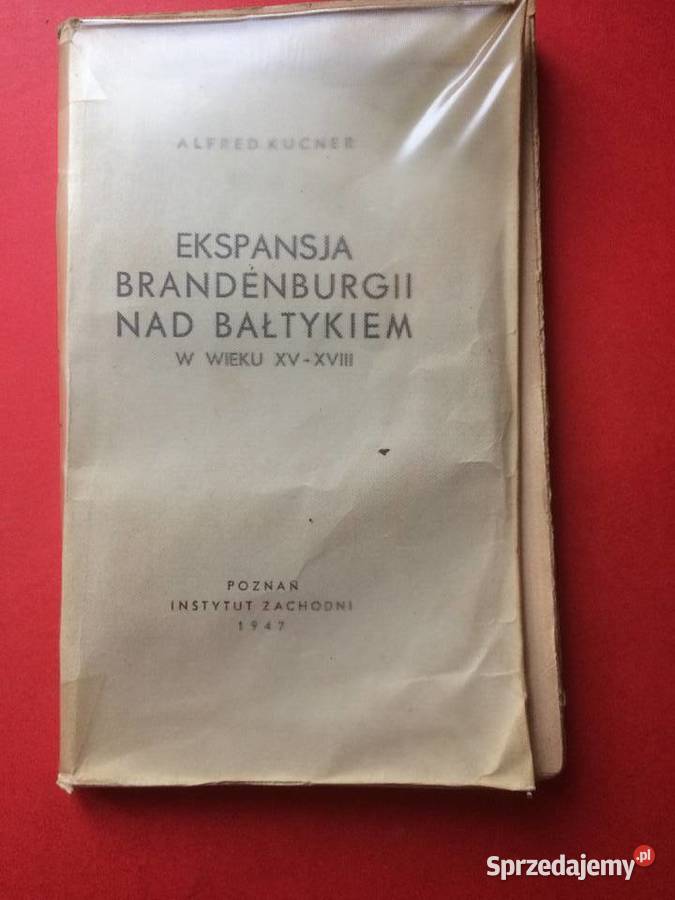 ALFRED KUCNER
EKSPANSJA
BRANDENBURGII
NAD BAŁTYKIEM
W WIEKU XV-XVIII
POZNAŃ
INSTYTUT ZACHODNI
1947
Sprzedajemy.pl